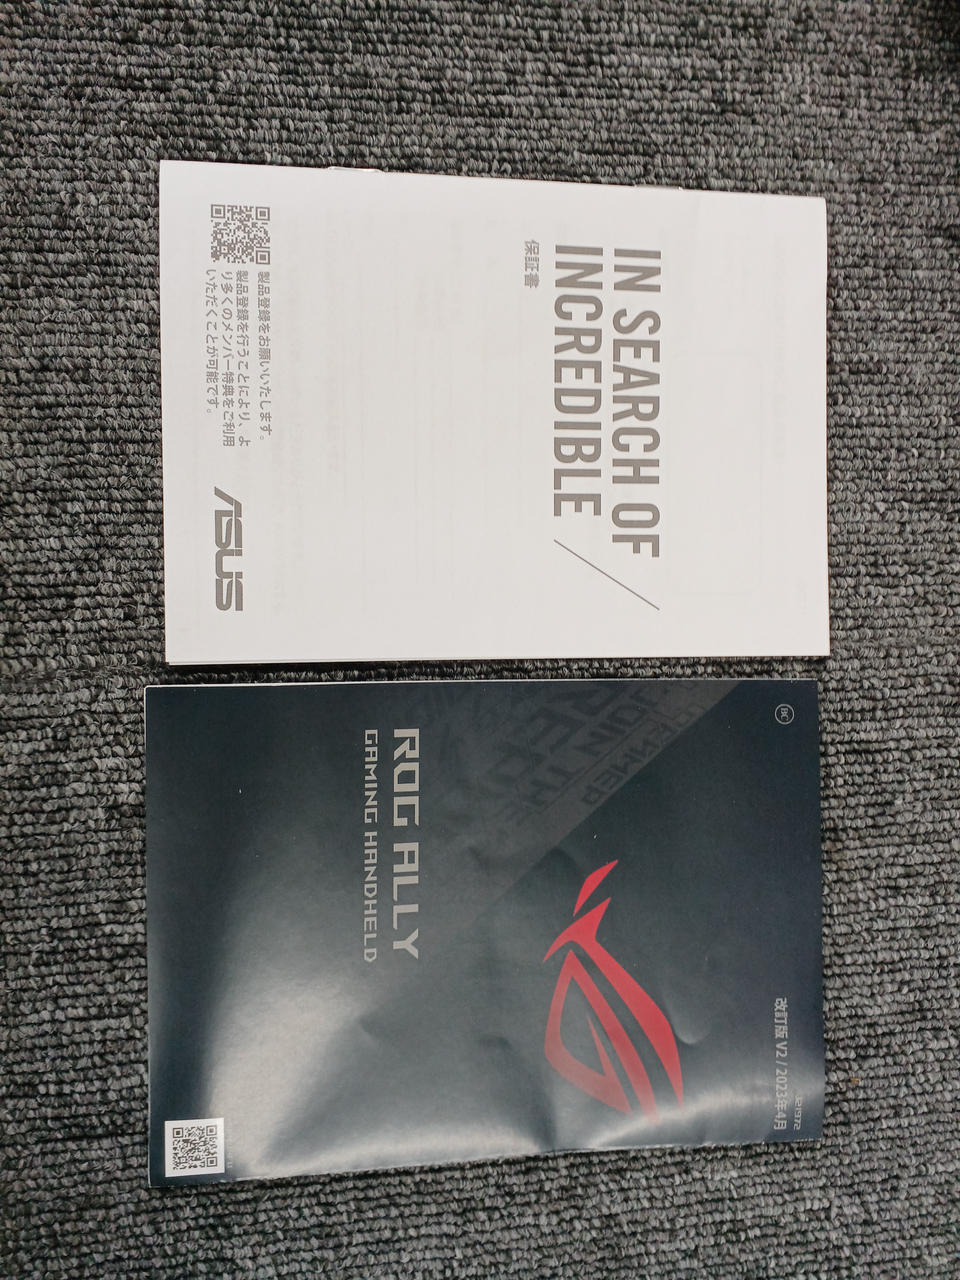 IN SEARCH OF
INCREDIBLE
保証書
製品登録をお願いいたします。
製品登録を行うことにより、よ
り多くのメンバー特典をご利用
いただくことが可能です。
ASUS
改訂版 V2 / 2023年4月
JOIN THE
ROG ALLY
GAMING HANDHELD